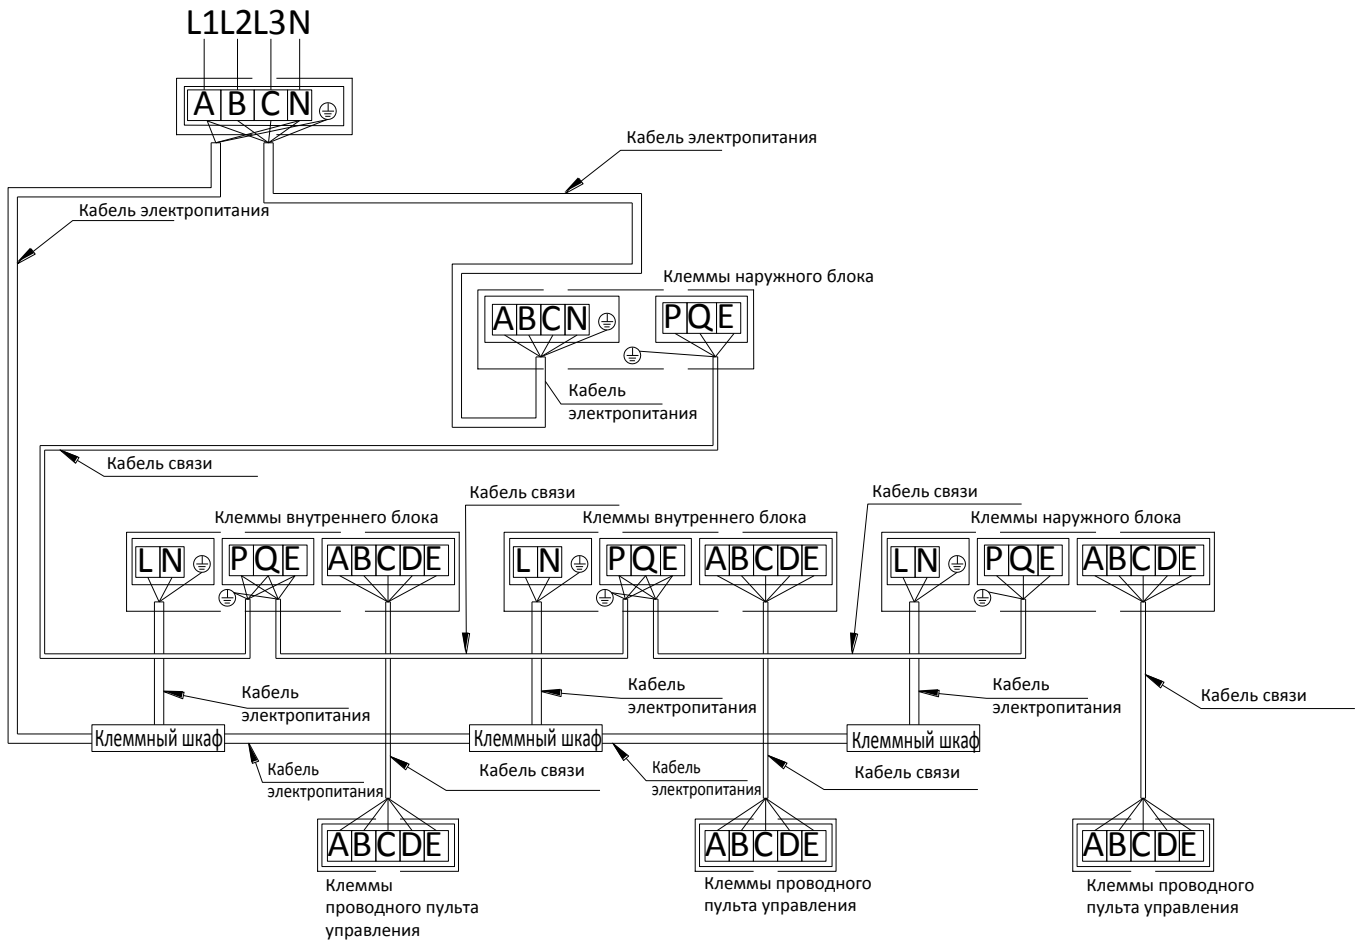 L1L2L3N
A B C N
Кабель электропитания
Кабель электропитания
Клеммы наружного блока
ABCN
PQE
Кабель
электропитания
Кабель связи
Кабель связи
Кабель связи
Клеммы внутреннего блока
Клеммы внутреннего блока
Клеммы наружного блока
LN
PQE
ABCDE
LN
PQE
ABCDE
LN
PQE
ABCDE
Кабель
электропитания
Кабель
электропитания
Кабель
электропитания
Кабель связи
Клеммный шкаф
Клеммный шкаф
Клеммный шкаф
Кабель
электропитания
Кабель связи
Кабель
электропитания
Кабель связи
ABCDE
ABCDE
ABCDE
Клеммы
проводного пульта
управления
Клеммы проводного
пульта управления
Клеммы проводного
пульта управления